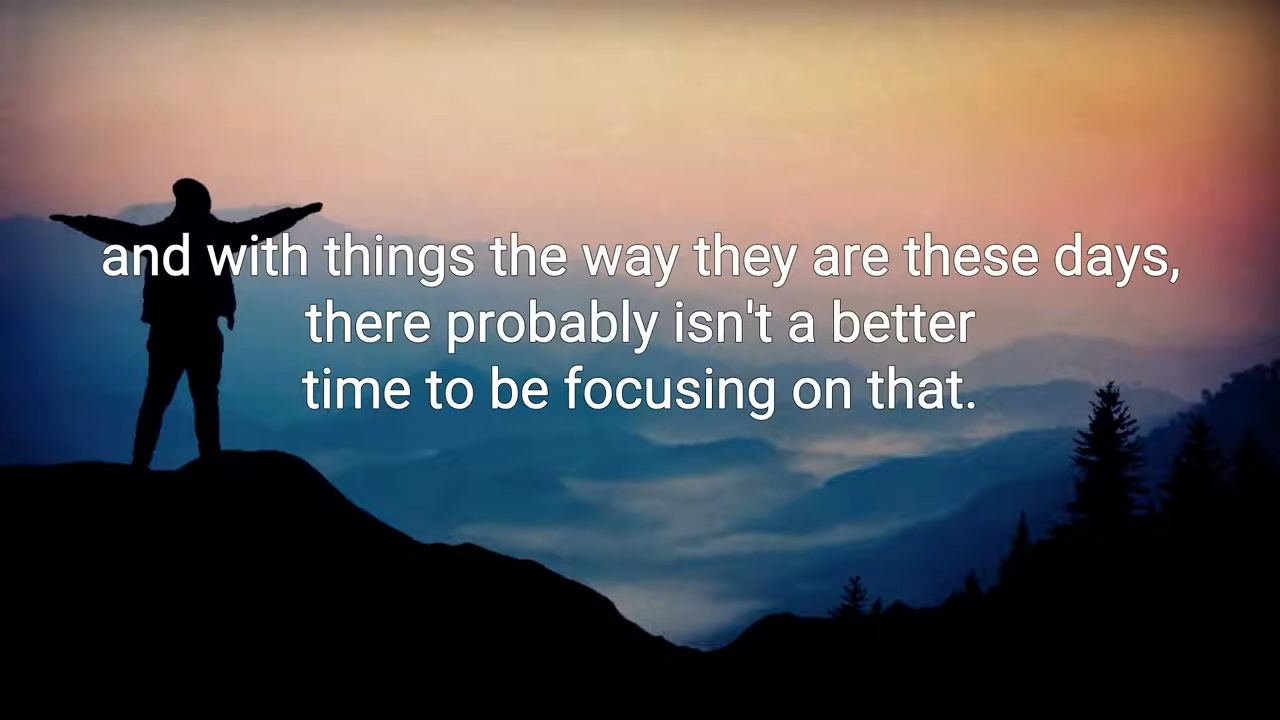 and with things the way they are these days,
there probably isn't a better
time to be focusing on that.